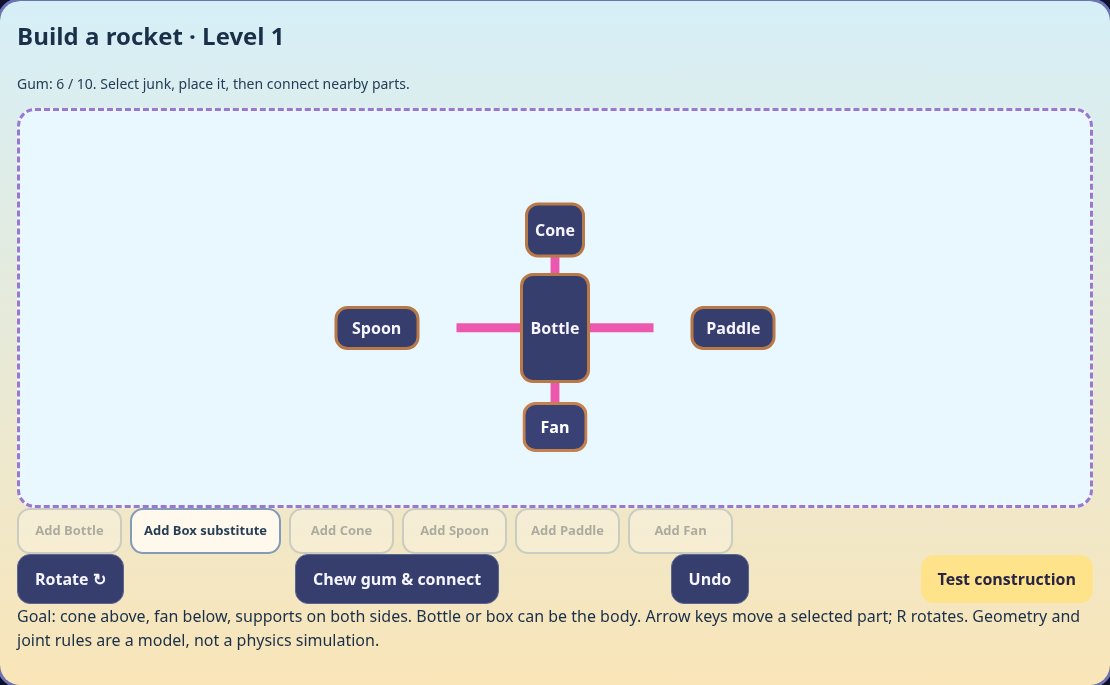 Build a rocket · Level 1
Gum: 6 / 10. Select junk, place it, then connect nearby parts.
Cone
Spoon
Bottle
Paddle
Fan
Add Bottle
Add Box substitute
Add Cone
Add Spoon
Add Paddle
Add Fan
Rotate ↻
Chew gum & connect
Undo
Test construction
Goal: cone above, fan below, supports on both sides. Bottle or box can be the body. Arrow keys move a selected part; R rotates. Geometry and
joint rules are a model, not a physics simulation.